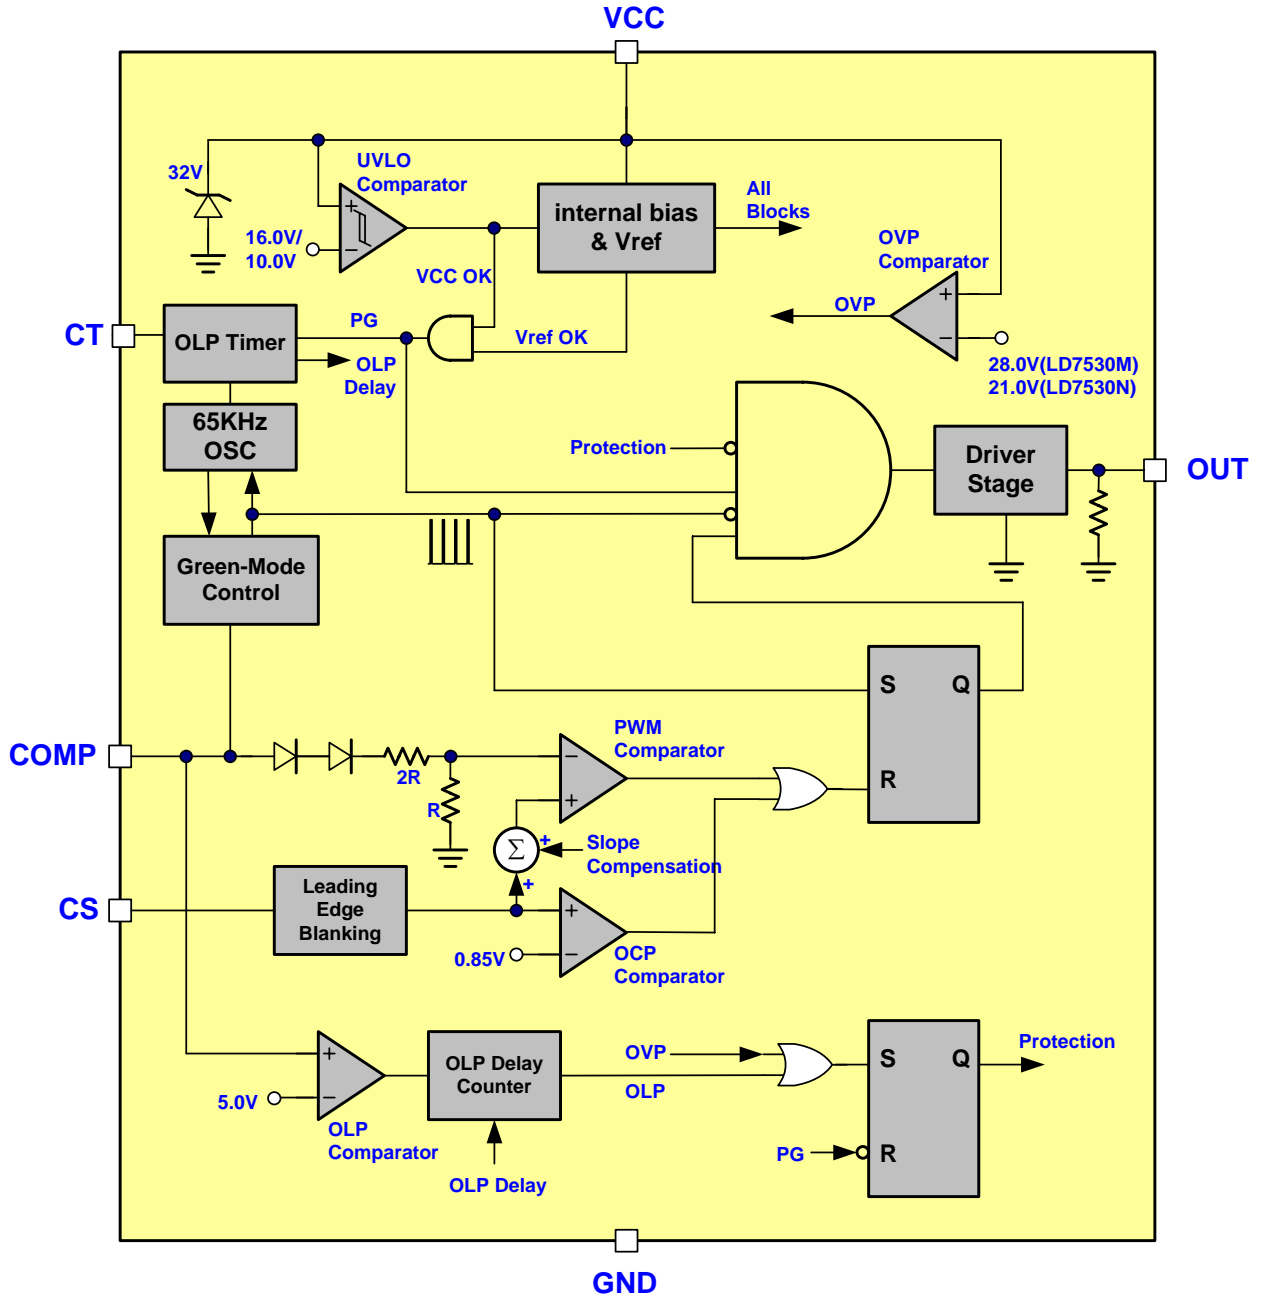 VCC
32V
UVLO
Comparator
16.0V/
10.0V
internal bias
& Vref
All
Blocks
OVP
Comparator
VCC OK
OVP
+
−
+
−
28.0V(LD7530M)
21.0V(LD7530N)
CT
OLP Timer
PG
Vref OK
OLP
Delay
65KHz
OSC
Protection
Driver
Stage
OUT
Green-Mode
Control
S
Q
R
COMP
2R
R
PWM
Comparator
−
+
Σ
+
+
Slope
Compensation
CS
Leading
Edge
Blanking
+
−
0.85V
OCP
Comparator
+
−
5.0V
OLP
Comparator
OLP Delay
Counter
OLP Delay
OVP
OLP
S
Q
R
Protection
PG
GND